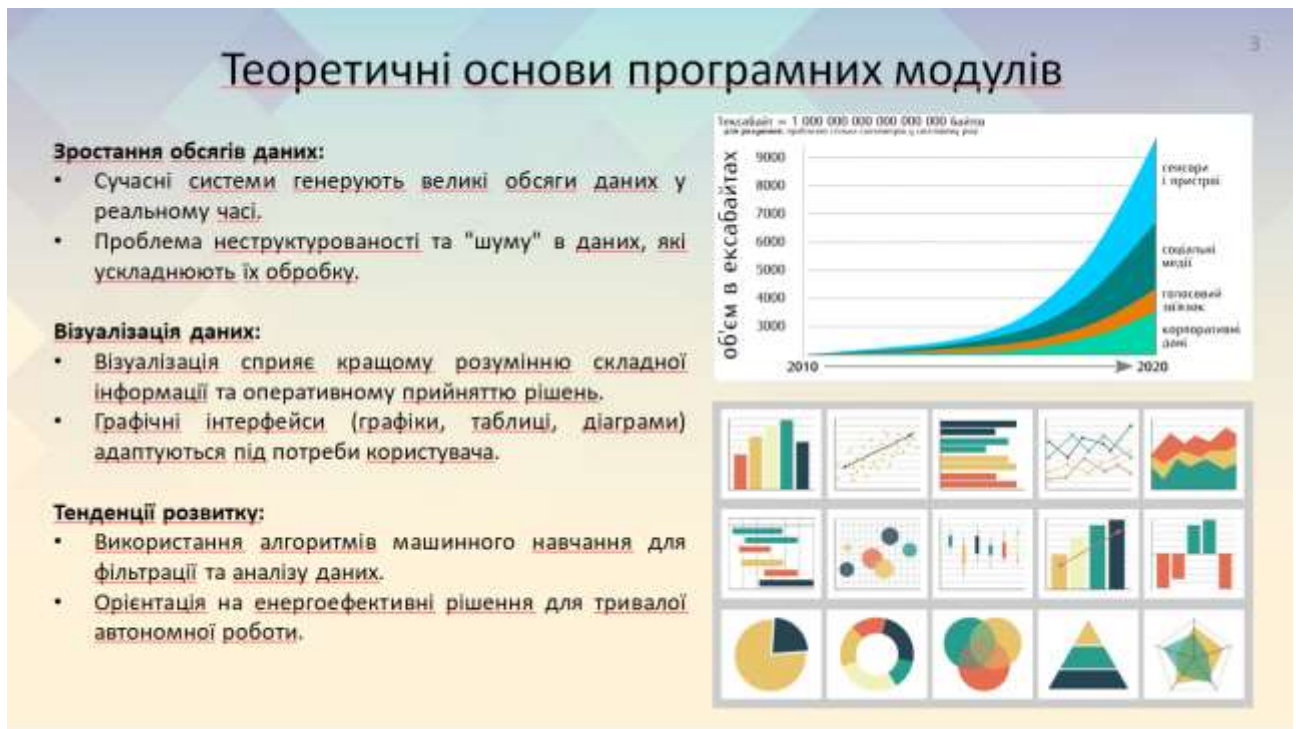 3
Теоретичні основи програмних модулів
Зростання обсягів даних:
• Сучасні системи генерують великі обсяги даних у
реальному часі.
• Проблема неструктурованості та "шуму" в даних, які
ускладнюють їх обробку.
Візуалізація даних:
• Візуалізація сприяє кращому розумінню складної
інформації та оперативному прийняттю рішень.
• Графічні інтерфейси (графіки, таблиці, діаграми)
адаптуються під потреби користувача.
Тенденції розвитку:
• Використання алгоритмів машинного навчання для
фільтрації та аналізу даних.
• Орієнтація на енергоефективні рішення для тривалої
автономної роботи.
= 1 000 000 000 000 000 000 байтів
об'єм в ексабайтах
9000
8000
7000
6000
5000
4000
3000
2010
2020
сенсори
і пристрої
соціальні
медії
голосовий
зв'язок
корпоративні
дані